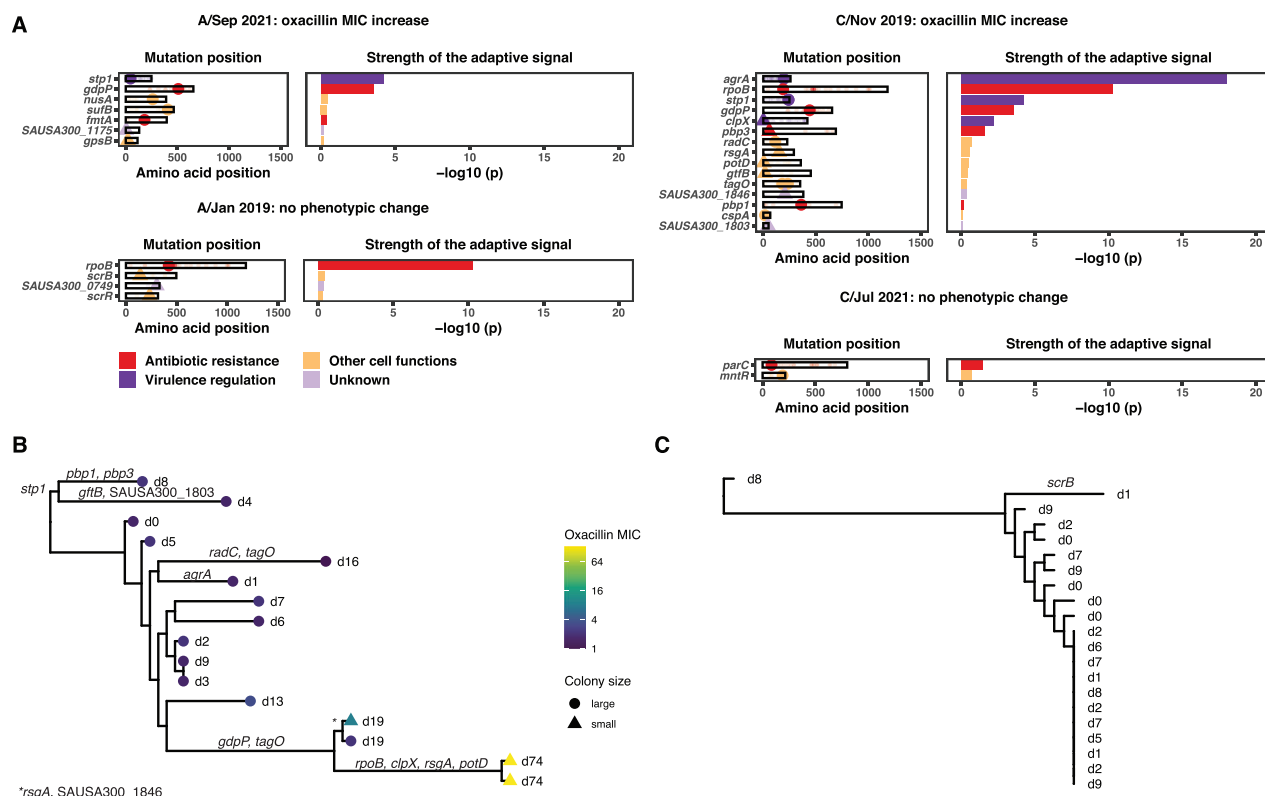 A
A/Sep 2021: oxacillin MIC increase
Mutation position
Strength of the adaptive signal
stp1
gdpP
nusA
sufB
fmtA
SAUSA300_1175
gpsB
0 500 1000 1500
0 5 10 15 20
Amino acid position
−log10 (p)
A/Jan 2019: no phenotypic change
Mutation position
Strength of the adaptive signal
rpoB
scrB
SAUSA300_0749
scrR
0 500 1000 1500
0 5 10 15 20
Amino acid position
−log10 (p)
Antibiotic resistance
Virulence regulation
Other cell functions
Unknown
C/Nov 2019: oxacillin MIC increase
Mutation position
Strength of the adaptive signal
agrA
rpoB
stp1
gdpP
clpX
pbp3
radC
rsgA
potD
gtfB
tagO
SAUSA300_1846
pbp1
cspA
SAUSA300_1803
0 500 1000 1500
0 5 10 15 20
Amino acid position
−log10 (p)
C/Jul 2021: no phenotypic change
Mutation position
Strength of the adaptive signal
parC
mntR
0 500 1000 1500
0 5 10 15 20
Amino acid position
−log10 (p)
B
stp1
pbp1, pbp3
d8
gftB, SAUSA300_1803
d4
d0
d5
radC, tagO
d16
agrA
d1
d7
d6
d2
d9
d3
d13
*
d19
gdpP, tagO
d19
rpoB, clpX, rsgA, potD
d74
d74
*rsgA, SAUSA300_1846
Oxacillin MIC
64
16
4
1
Colony size
large
small
C
d8
scrB
d1
d9
d2
d0
d7
d9
d0
d0
d0
d2
d6
d7
d1
d8
d2
d7
d5
d1
d2
d9